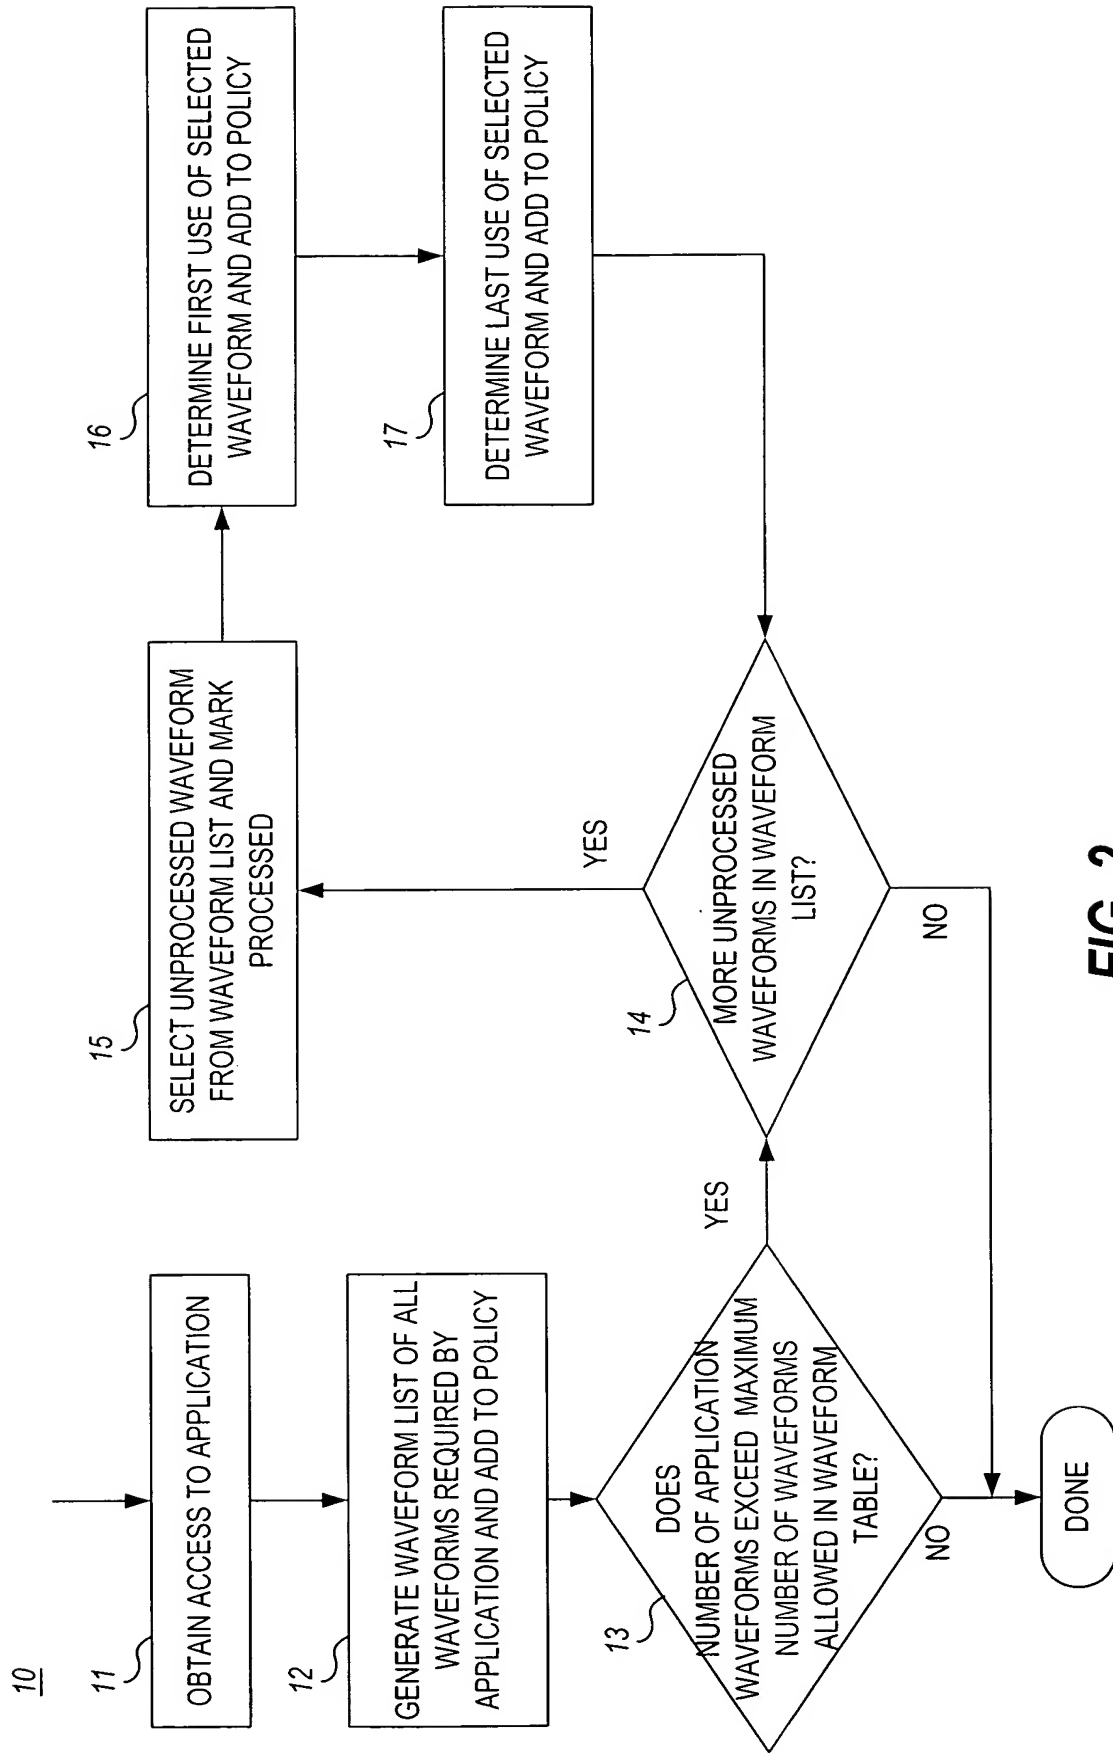 10
11
OBTAIN ACCESS TO APPLICATION
12
GENERATE WAVEFORM LIST OF ALL
WAVEFORMS REQUIRED BY
APPLICATION AND ADD TO POLICY
13
DOES
NUMBER OF APPLICATION
WAVEFORMS EXCEED MAXIMUM
NUMBER OF WAVEFORMS
ALLOWED IN WAVEFORM
TABLE?
YES
NO
14
MORE UNPROCESSED
WAVEFORMS IN WAVEFORM
LIST?
YES
NO
15
SELECT UNPROCESSED WAVEFORM
FROM WAVEFORM LIST AND MARK
PROCESSED
16
DETERMINE FIRST USE OF SELECTED
WAVEFORM AND ADD TO POLICY
17
DETERMINE LAST USE OF SELECTED
WAVEFORM AND ADD TO POLICY
DONE
FIG. 2